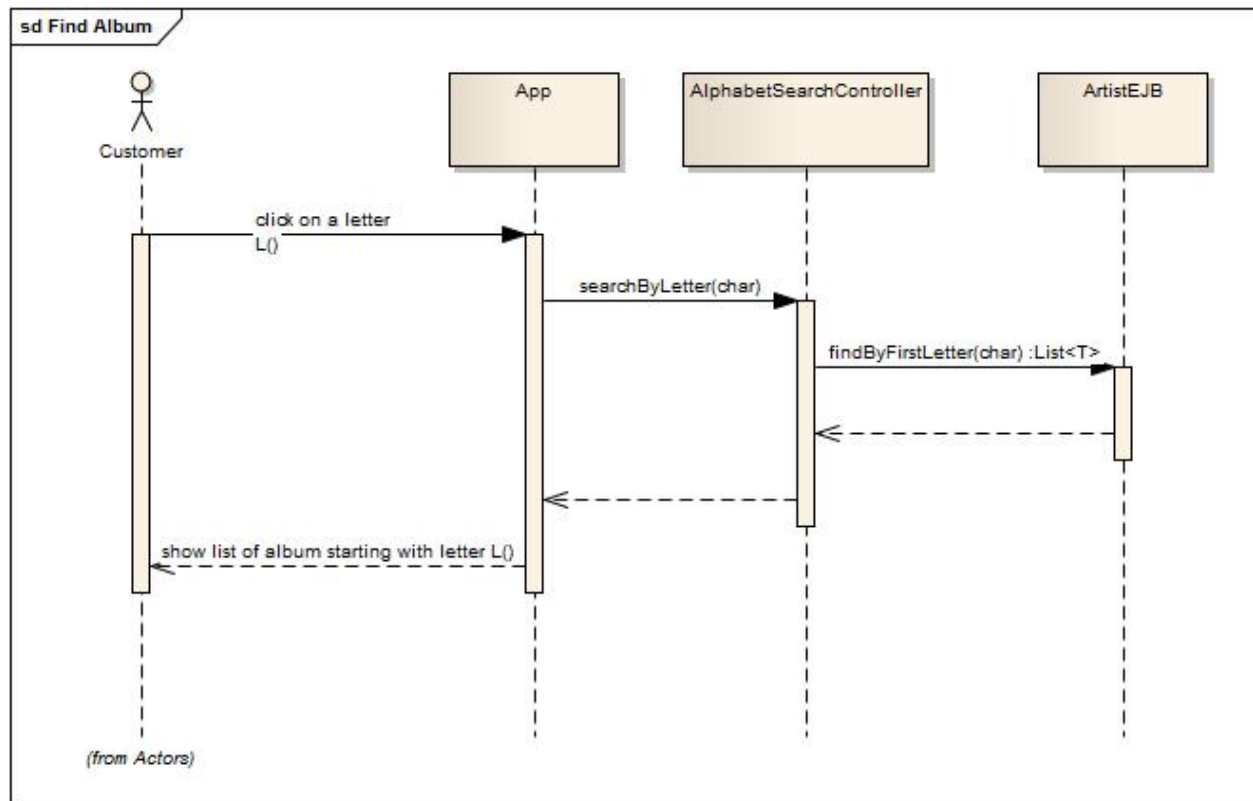 sd Find Album
Customer
App
AlphabetSearchController
ArtistEJB
click on a letter
L()
searchByLetter(char)
findByFirstLetter(char) :List<T>
show list of album starting with letter L()
(from Actors)